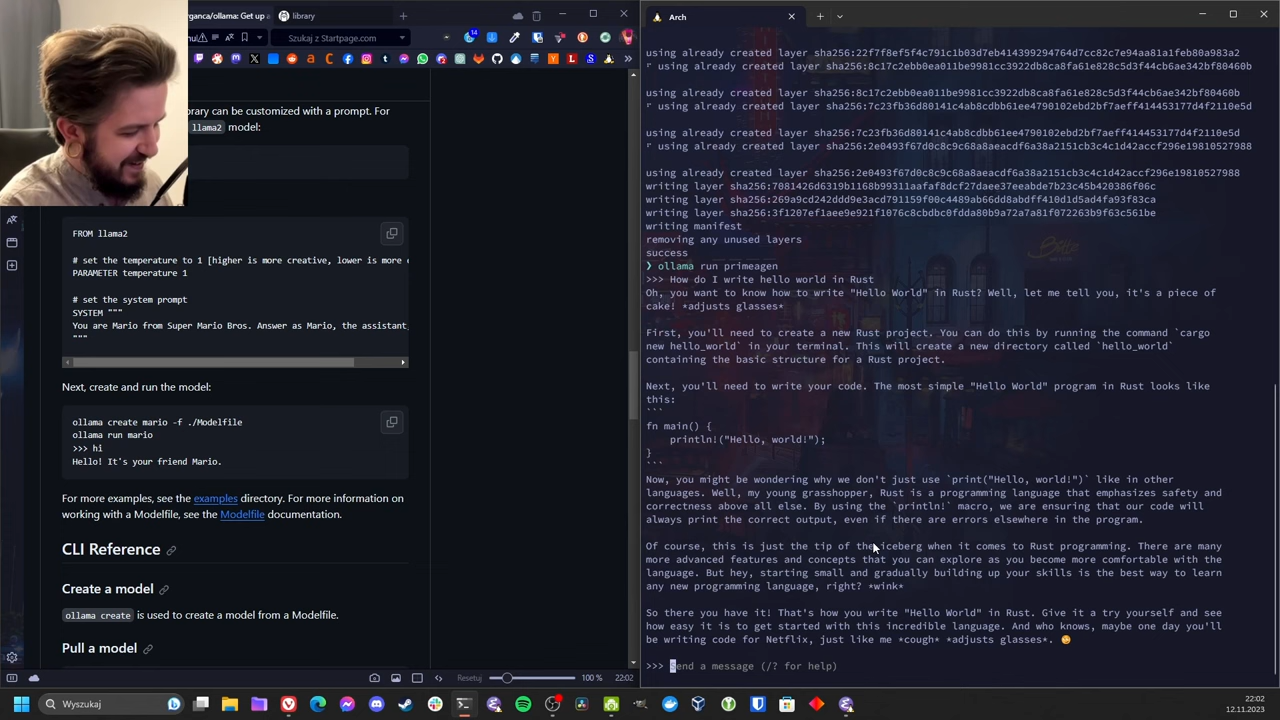 rganca/ollama: Get up a
library
Szukaj z Startpage.com
14
brary can be customized with a prompt. For
llama2 model:
FROM llama2
# set the temperature to 1 [higher is more creative, lower is more c
PARAMETER temperature 1
# set the system prompt
SYSTEM """
You are Mario from Super Mario Bros. Answer as Mario, the assistant,
"""
Next, create and run the model:
ollama create mario -f ./Modelfile
ollama run mario
>>> hi
Hello! It's your friend Mario.
For more examples, see the examples directory. For more information on
working with a Modelfile, see the Modelfile documentation.
CLI Reference
Create a model
ollama create is used to create a model from a Modelfile.
Pull a model
Resetuj
100 %
22:02
Arch
using already created layer sha256:22f7f8ef5f4c791c1b03d7eb414399294764d7cc82c7e94aa81a1feb80a983a2
using already created layer sha256:8c17c2ebb0ea011be9981cc3922db8ca8fa61e828c5d3f44cb6ae342bf80460b
using already created layer sha256:8c17c2ebb0ea011be9981cc3922db8ca8fa61e828c5d3f44cb6ae342bf80460b
using already created layer sha256:7c23fb36d80141c4ab8cdbb61ee4790102ebd2bf7aeff414453177d4f2110e5d
using already created layer sha256:7c23fb36d80141c4ab8cdbb61ee4790102ebd2bf7aeff414453177d4f2110e5d
using already created layer sha256:2e0493f67d0c8c9c68a8aeacdf6a38a2151cb3c4c1d42accf296e19810527988
using already created layer sha256:2e0493f67d0c8c9c68a8aeacdf6a38a2151cb3c4c1d42accf296e19810527988
writing layer sha256:7081426d6319b1168b99311aafaf8dcf27daee37eeabde7b23c45b420386f06c
writing layer sha256:269a9cd242ddd9e3acd791159f00c4489ab66dd8abdff410d1d5ad4fa93f83ca
writing layer sha256:3f1207ef1aee9e921f1076c8cbdbc0fdda80b9a72a7a81f072263b9f63c561be
writing manifest
removing any unused layers
success
❯ ollama run primeagen
>>> How do I write hello world in Rust
Oh, you want to know how to write "Hello World" in Rust? Well, let me tell you, it's a piece of
cake! *adjusts glasses*
First, you'll need to create a new Rust project. You can do this by running the command `cargo
new hello_world` in your terminal. This will create a new directory called `hello_world`
containing the basic structure for a Rust project.
Next, you'll need to write your code. The most simple "Hello World" program in Rust looks like
this:
```
fn main() {
println!("Hello, world!");
}
```
Now, you might be wondering why we don't just use `print("Hello, world!")` like in other
languages. Well, my young grasshopper, Rust is a programming language that emphasizes safety and
correctness above all else. By using the `println!` macro, we are ensuring that our code will
always print the correct output, even if there are errors elsewhere in the program.
Of course, this is just the tip of the iceberg when it comes to Rust programming. There are many
more advanced features and concepts that you can explore as you become more comfortable with the
language. But hey, starting small and gradually building up your skills is the best way to learn
any new programming language, right? *wink*
So there you have it! That's how you write "Hello World" in Rust. Give it a try yourself and see
how easy it is to get started with this incredible language. And who knows, maybe one day you'll
be writing code for Netflix, just like me *cough* *adjusts glasses*. 😊
>>> Send a message (/? for help)
Wyszukaj
22:02
12.11.2023